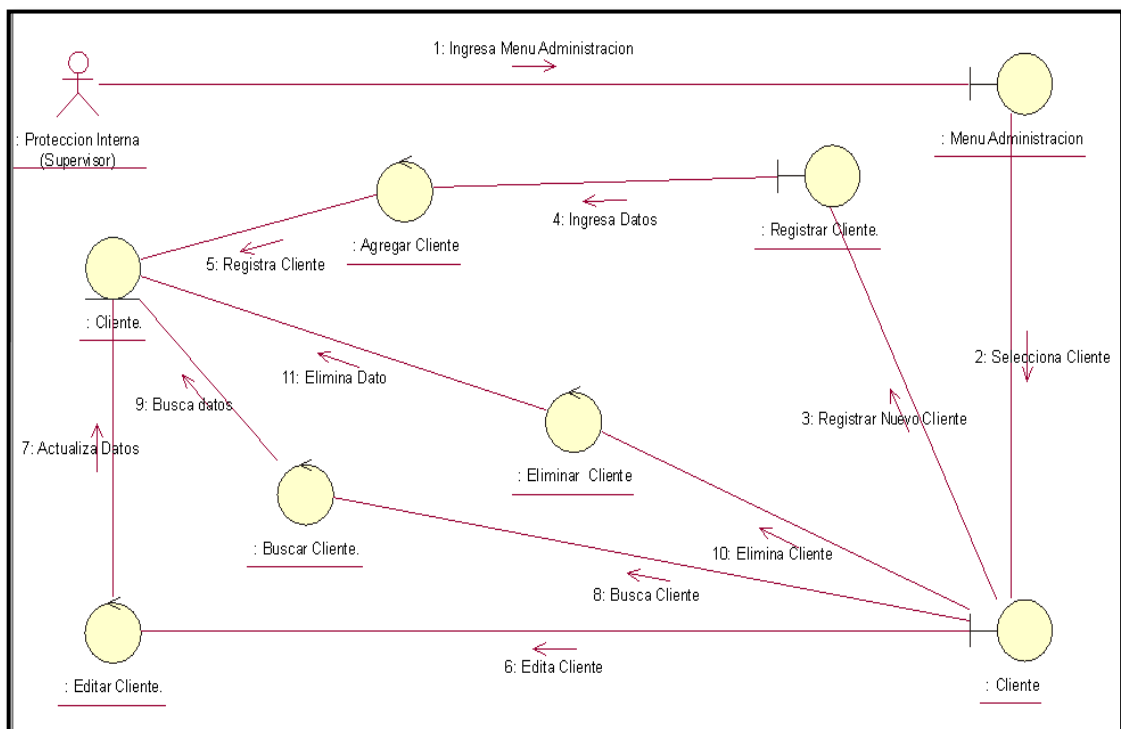 1: Ingresa Menu Administracion
: Proteccion Interna
(Supervisor)
: Menu Administracion
4: Ingresa Datos
: Registrar Cliente.
: Agregar Cliente
5: Registra Cliente
: Cliente.
2: Selecciona Cliente
11: Elimina Dato
9: Busca datos
3: Registrar Nuevo Cliente
7: Actualiza Datos
: Eliminar Cliente
: Buscar Cliente.
10: Elimina Cliente
8: Busca Cliente
6: Edita Cliente
: Editar Cliente.
: Cliente